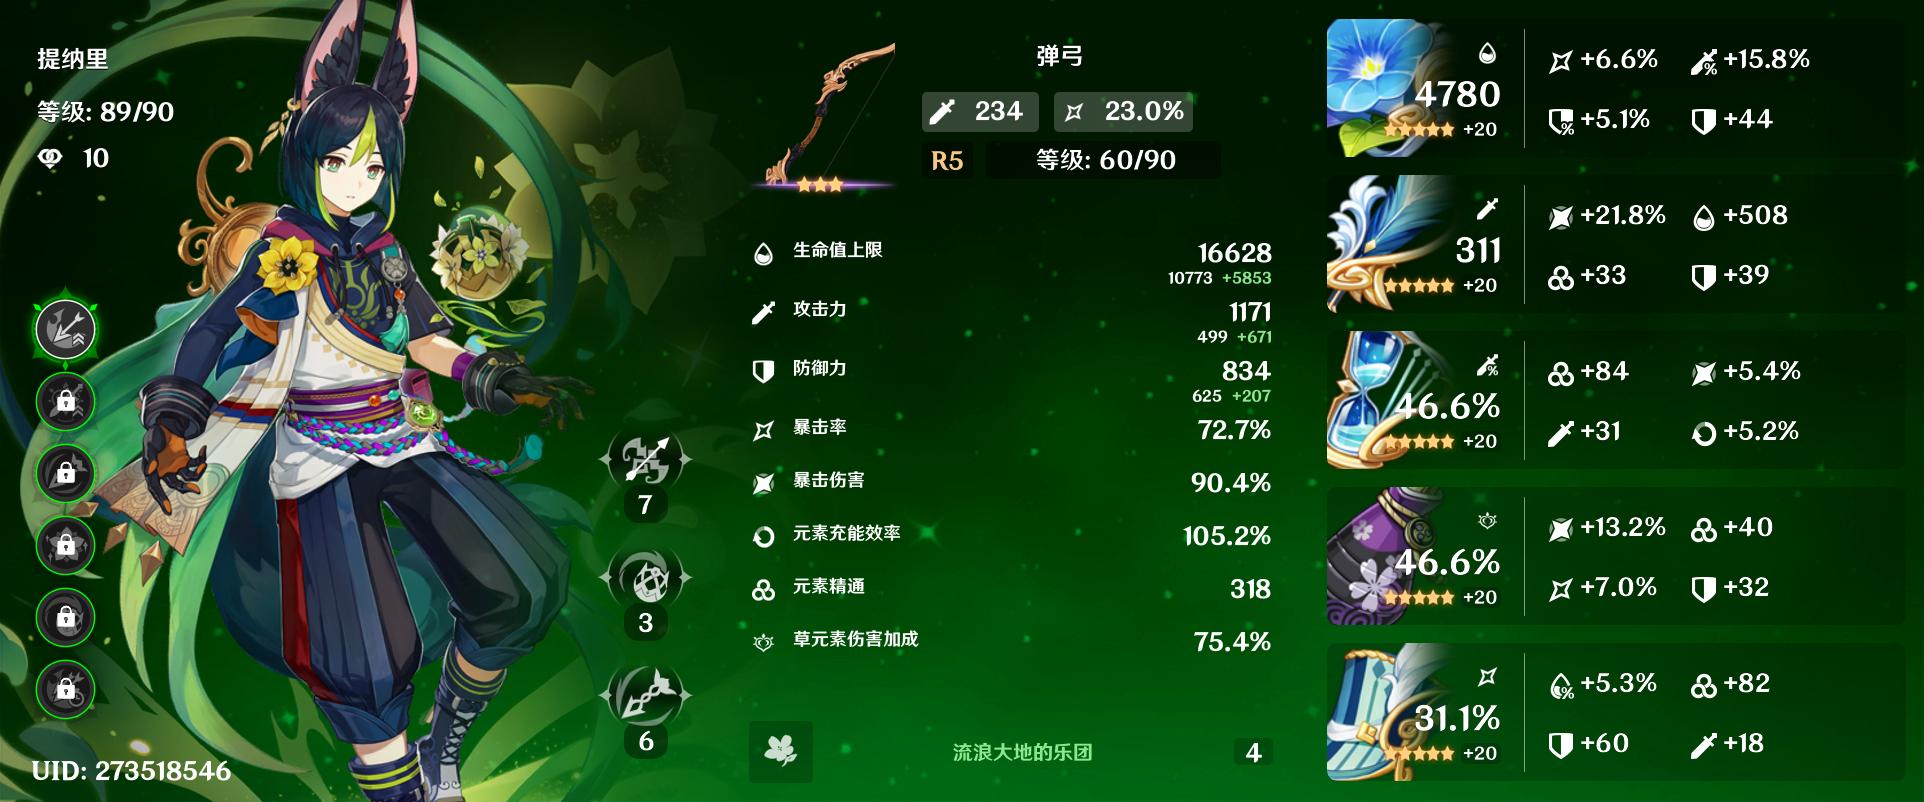 提纳里
等级: 89/90
10
7
3
6
UID: 273518546
弹弓
234 23.0%
R5 等级: 60/90
生命值上限 16628
10773 +5853
攻击力 1171
499 +671
防御力 834
625 +207
暴击率 72.7%
暴击伤害 90.4%
元素充能效率 105.2%
元素精通 318
草元素伤害加成 75.4%
流浪大地的乐团 4
4780
+20
+6.6% +15.8%
+5.1% +44
311
+20
+21.8% +508
+33 +39
46.6%
+20
+84 +5.4%
+31 +5.2%
46.6%
+20
+13.2% +40
+7.0% +32
31.1%
+20
+5.3% +82
+60 +18